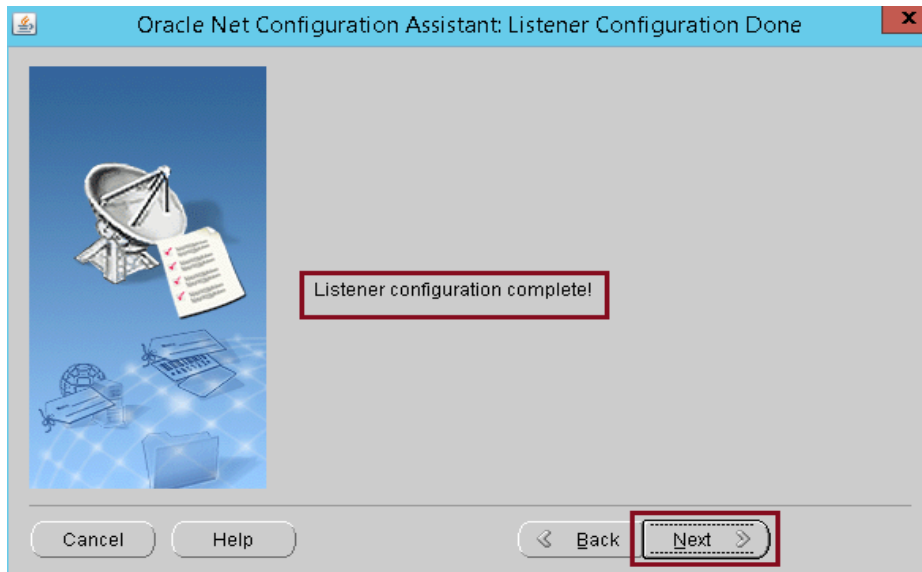 Oracle Net Configuration Assistant: Listener Configuration Done
Listener configuration complete!
Cancel
Help
Back
Next